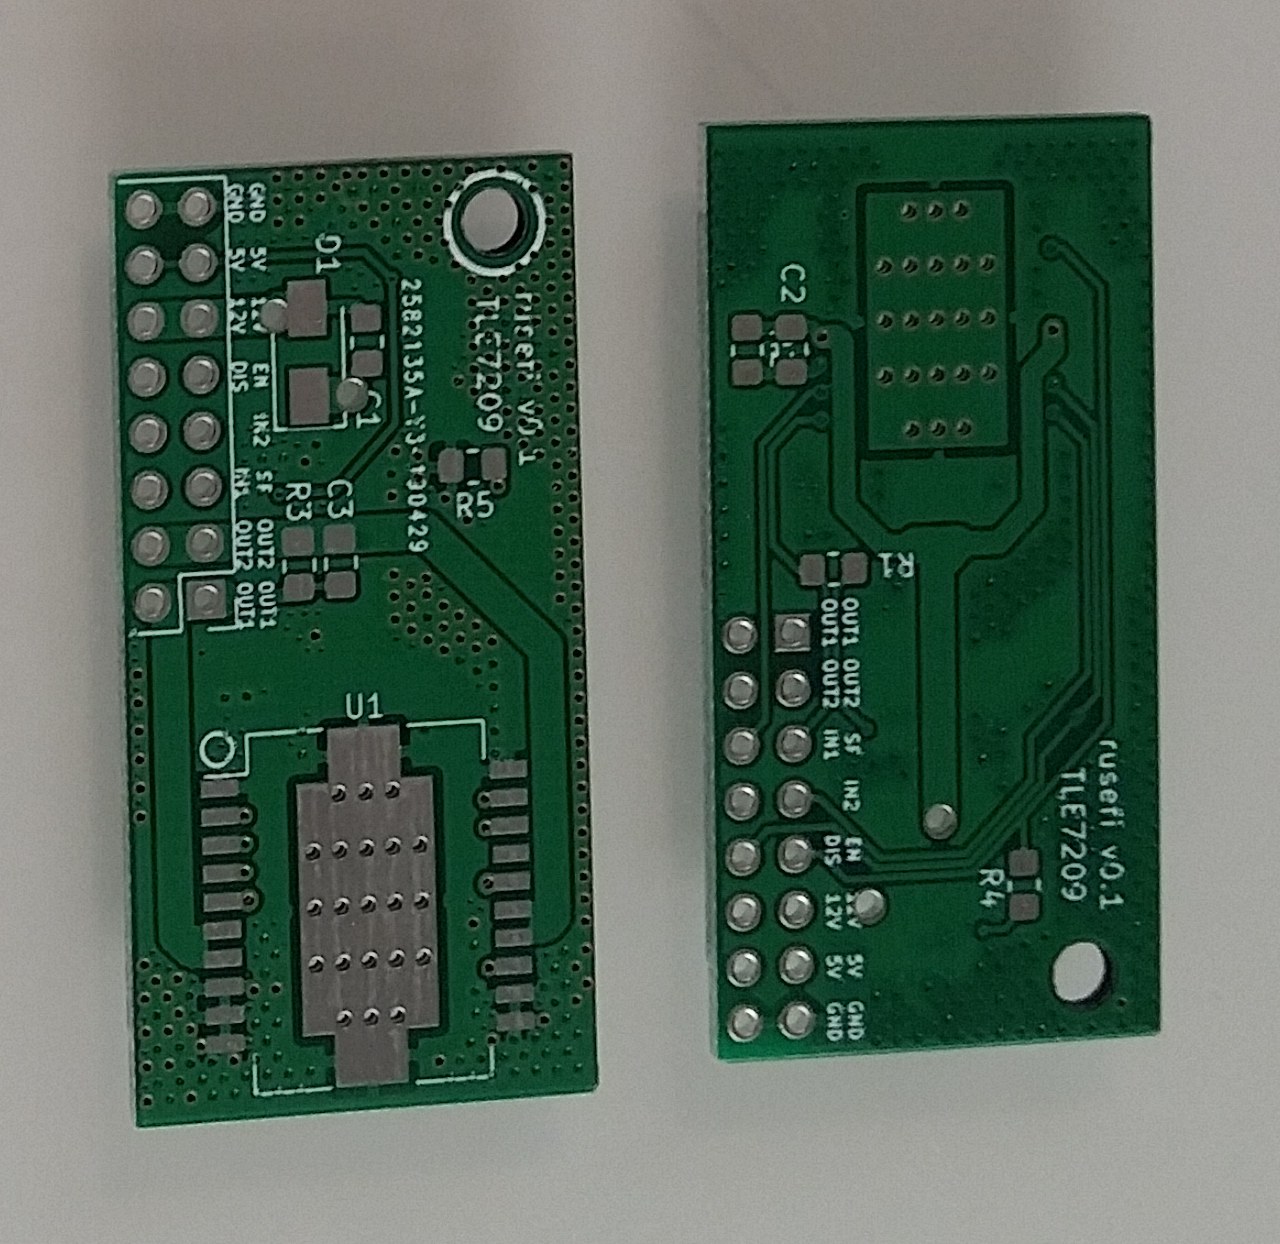 GND GND
5V 5V
12V 12V
DIS EN
IN2
IN1 SF
OUT2 OUT2
OUT1 OUT1
D1
C1
R3
C3
R5
rusefi v0.1
TLE7209
U1
C2
R1
OUT1 OUT1
OUT2 OUT2
IN1 SF
IN2
DIS EN
12V
5V 5V
GND GND
R4
rusefi v0.1
TLE7209